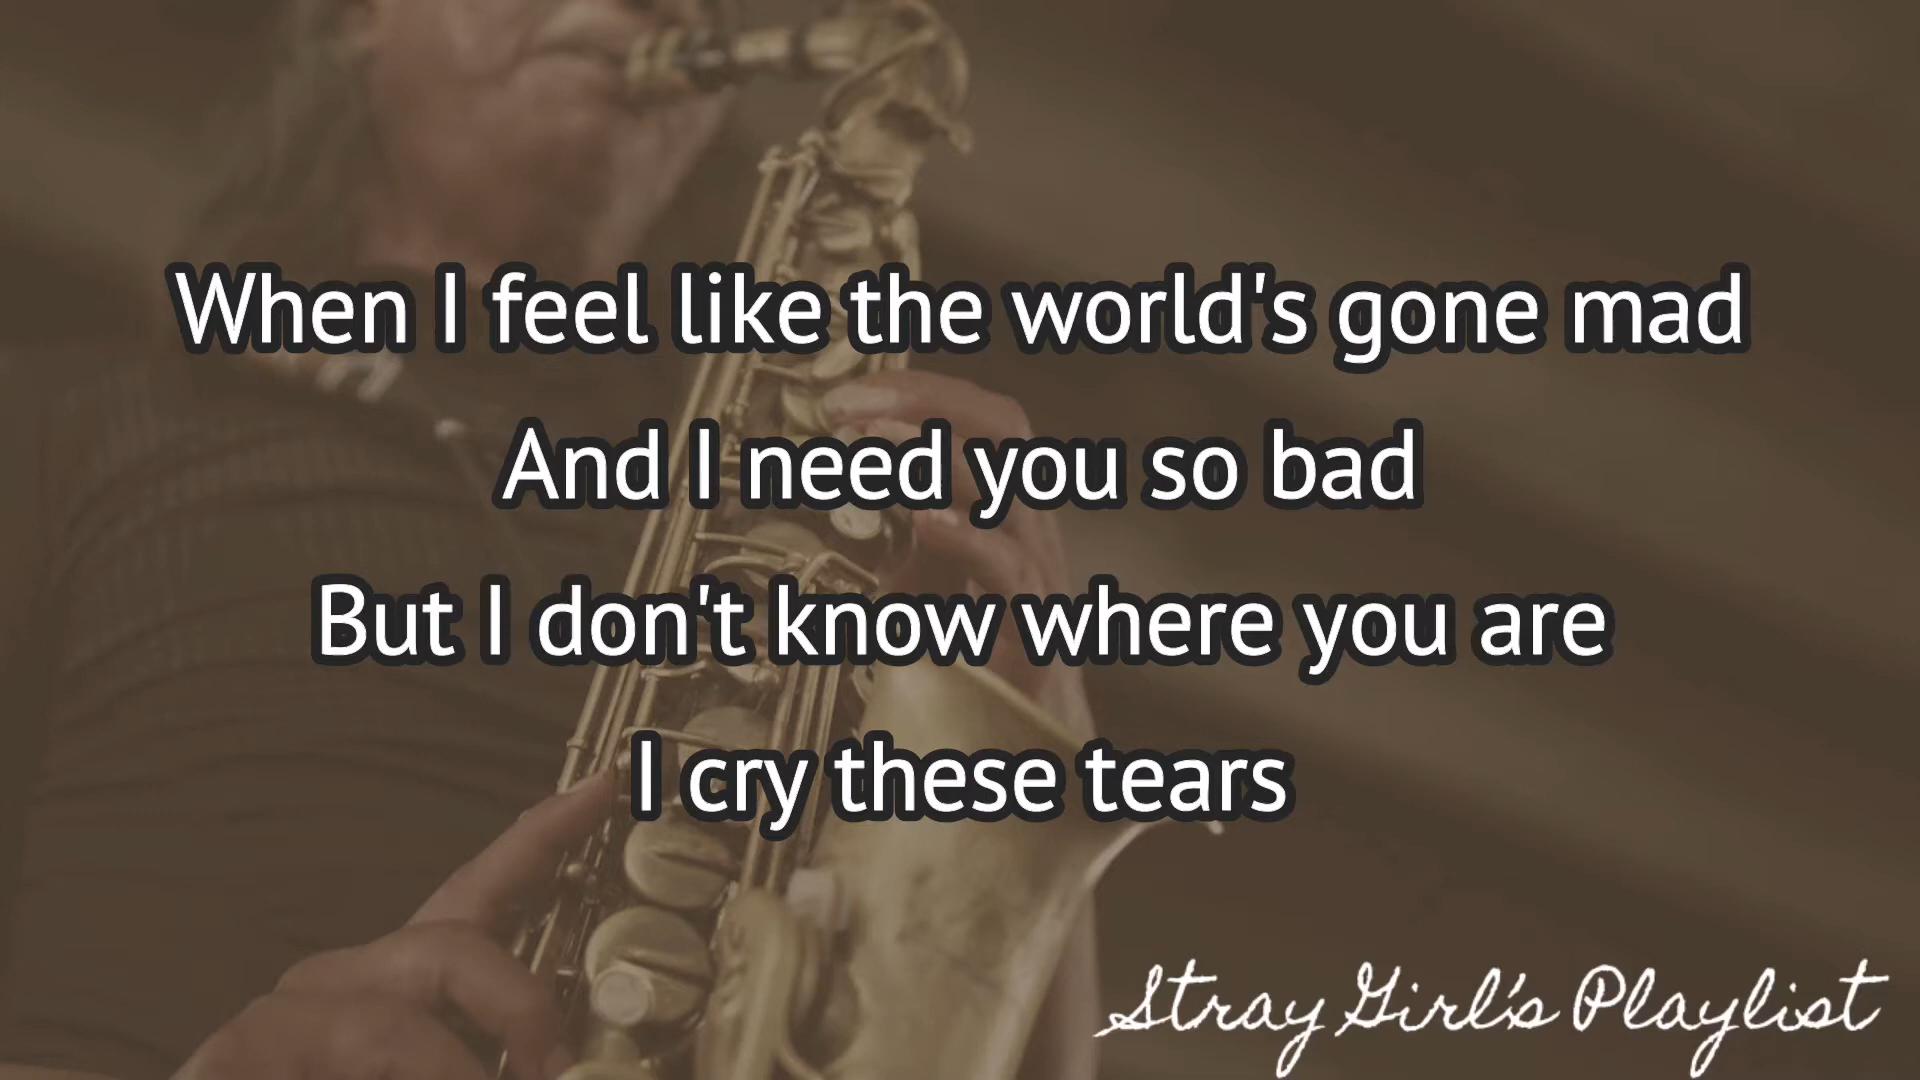 When I feel like the world's gone mad
And I need you so bad
But I don't know where you are
I cry these tears
Stray Girl's Playlist